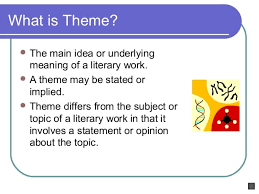 What is Theme?
The main idea or underlying
meaning of a literary work.
A theme may be stated or
implied.
Theme differs from the subject or
topic of a literary work in that it
involves a statement or opinion
about the topic.